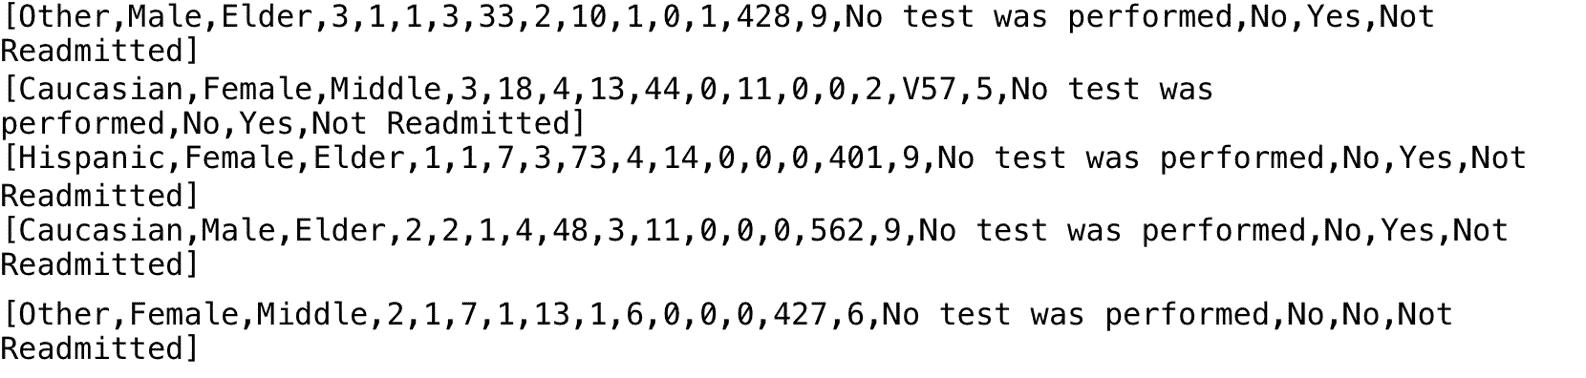 [Other,Male,Elder,3,1,1,3,33,2,10,1,0,1,428,9,No test was performed,No,Yes,Not
Readmitted]
[Caucasian,Female,Middle,3,18,4,13,44,0,11,0,0,2,V57,5,No test was
performed,No,Yes,Not Readmitted]
[Hispanic,Female,Elder,1,1,7,3,73,4,14,0,0,0,401,9,No test was performed,No,Yes,Not
Readmitted]
[Caucasian,Male,Elder,2,2,1,4,48,3,11,0,0,0,562,9,No test was performed,No,Yes,Not
Readmitted]
[Other,Female,Middle,2,1,7,1,13,1,6,0,0,0,427,6,No test was performed,No,No,Not
Readmitted]